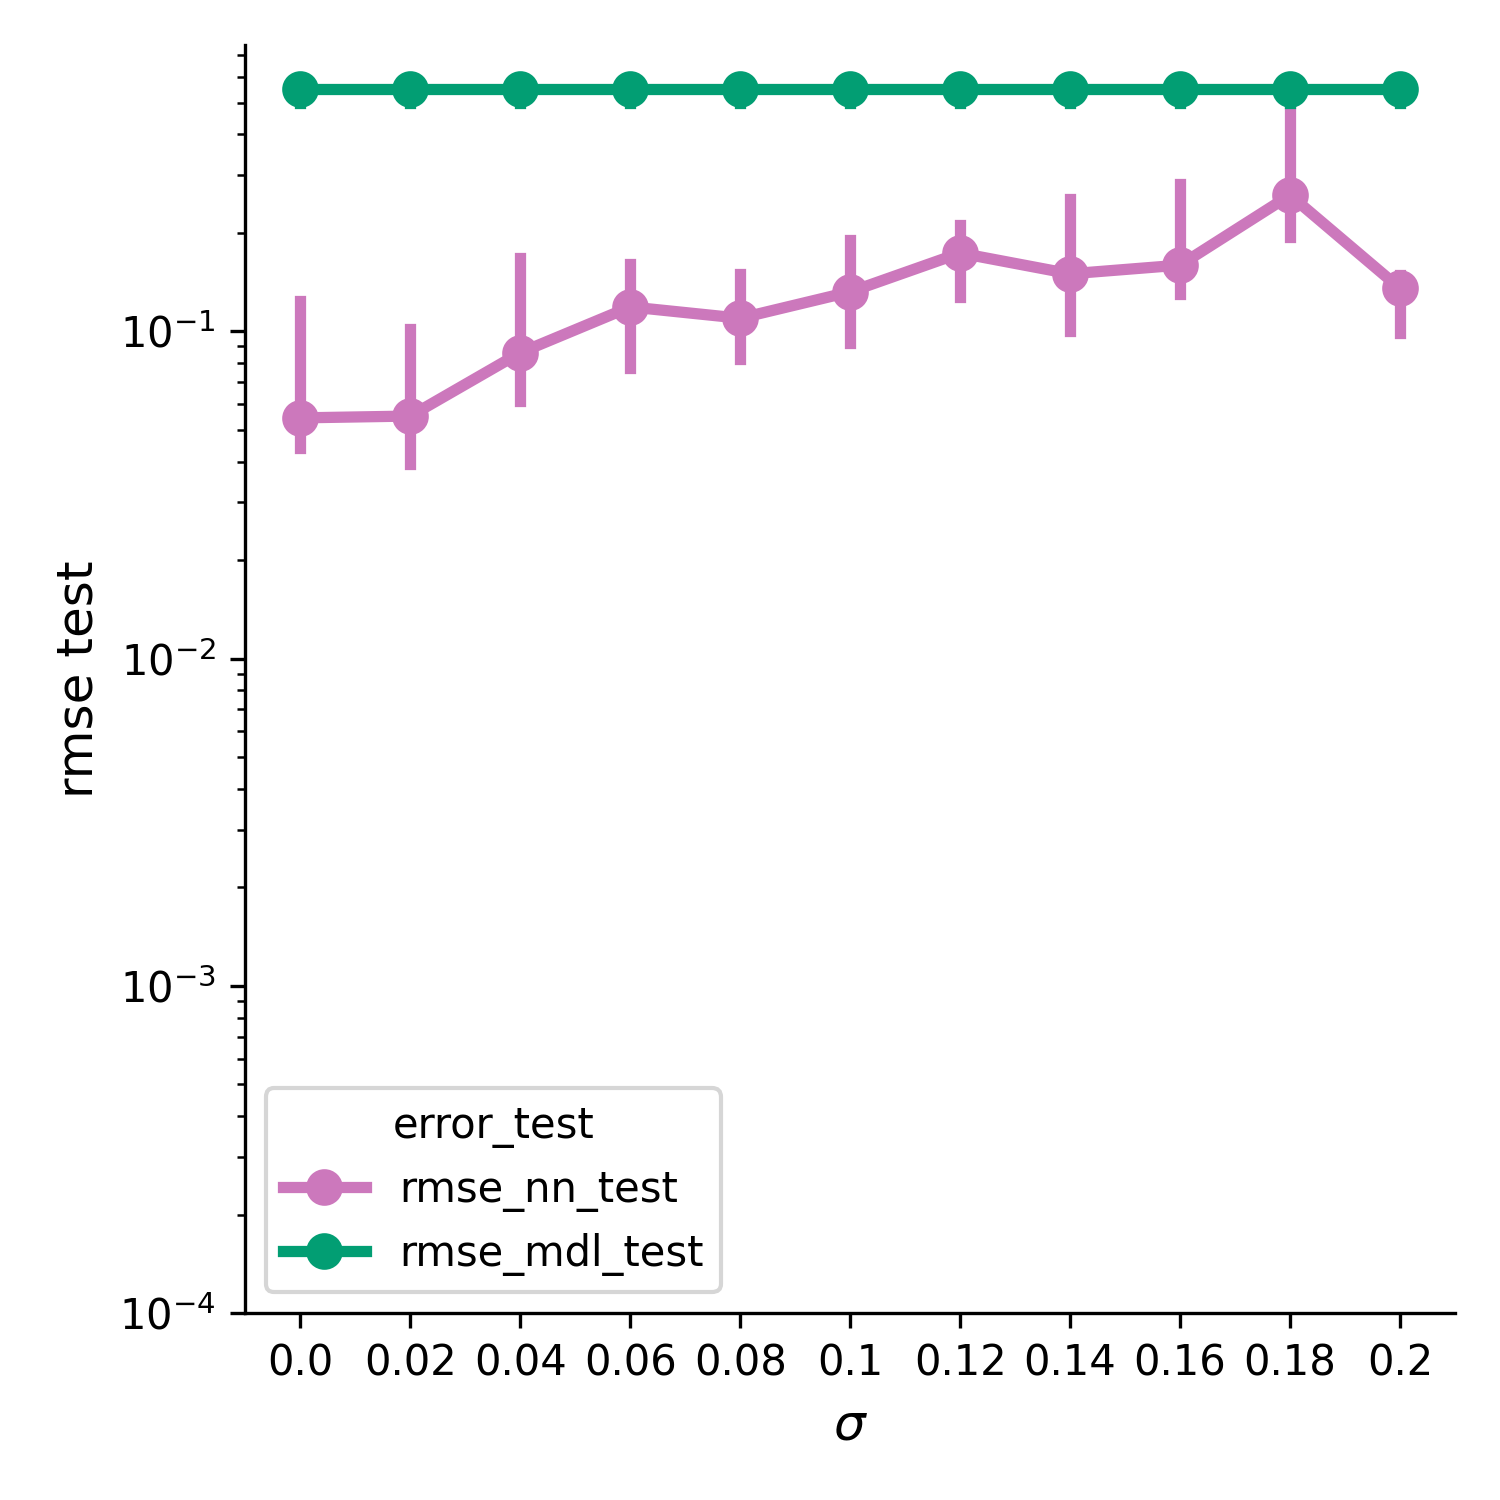 rmse test
10⁻¹
10⁻²
10⁻³
10⁻⁴
error_test
rmse_nn_test
rmse_mdl_test
0.0 0.02 0.04 0.06 0.08 0.1 0.12 0.14 0.16 0.18 0.2
σ